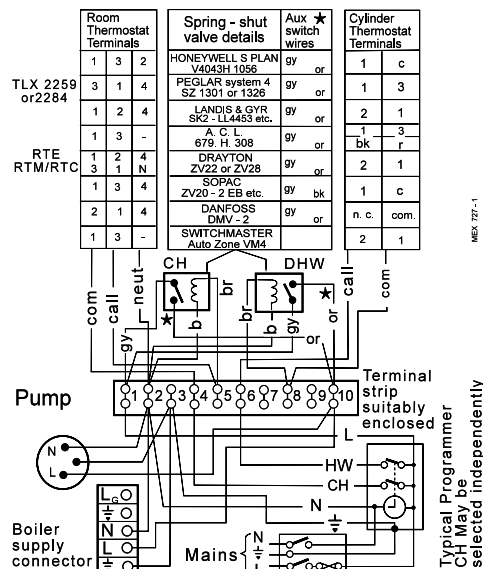 Room Thermostat Terminals
Spring - shut valve details
Aux ★ switch wires
Cylinder Thermostat Terminals
1 3 2 HONEYWELL S PLAN V4043H 1056 gy or 1 c
TLX 2259 or2284 3 1 4 PEGLAR system 4 SZ 1301 or 1326 gy or 1 3
1 2 4 LANDIS & GYR SK2 - LL4453 etc. gy or 2 1
1 3 - A. C. L. 679. H. 308 gy or 1 3 bk r
RTE RTM/RTC 1 2 4 3 1 N DRAYTON ZV22 or ZV28 gy or 2 1
1 3 4 SOPAC ZV20 - 2 EB etc. gy bk 1 c
2 1 4 DANFOSS DMV - 2 gy or n. c. com.
1 3 - SWITCHMASTER Auto Zone VM4 2 1
MEX 727 - 1
CH
DHW
com
call
neut
gy
★
b
br
br
b
gy
or
★
or
call
com
Pump
1 2 3 4 5 6 7 8 9 10
Terminal strip suitably enclosed
L
N
L
HW
CH
N
Typical Programmer
CH May be
selected independently
Boiler supply connector
LG
N
L
Mains
N
L